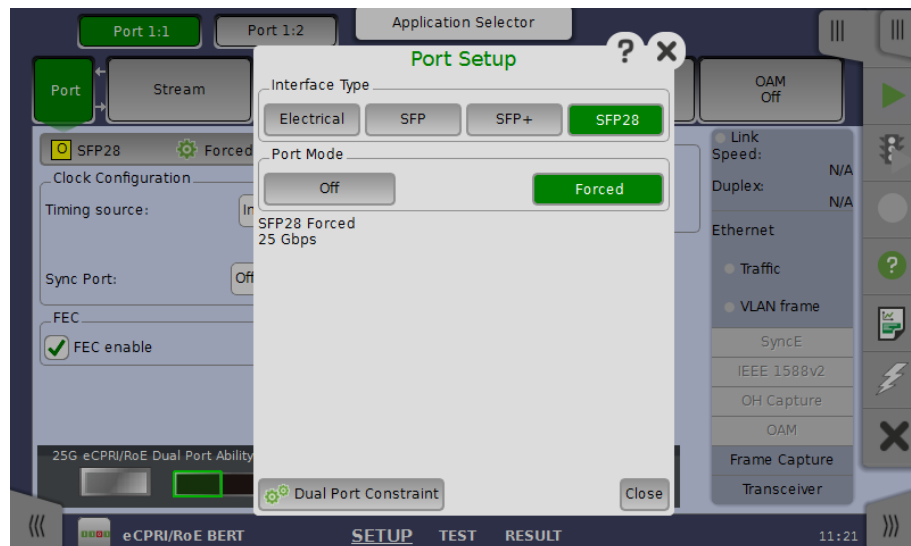 Port 1:1
Port 1:2
Application Selector
Port
Stream
OAM
Off
Port Setup
?
Interface Type
Electrical
SFP
SFP+
SFP28
Port Mode
Off
Forced
SFP28 Forced
25 Gbps
Dual Port Constraint
Close
O SFP28
Forced
Clock Configuration
Timing source:
In
Sync Port:
Off
FEC
FEC enable
25G eCPRI/RoE Dual Port Ability
Link
Speed:
N/A
Duplex:
N/A
Ethernet
Traffic
VLAN frame
SyncE
IEEE 1588v2
OH Capture
OAM
Frame Capture
Transceiver
?
eCPRI/RoE BERT
SETUP TEST RESULT
11:21